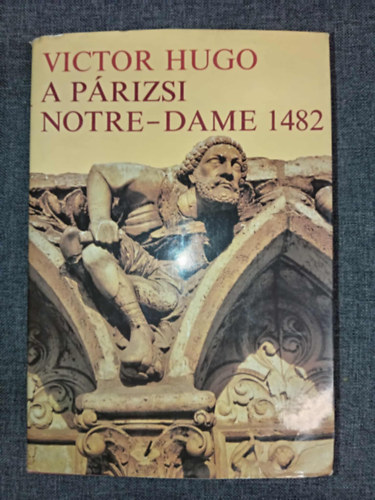 VICTOR HUGO
A PÁRIZSI
NOTRE-DAME 1482